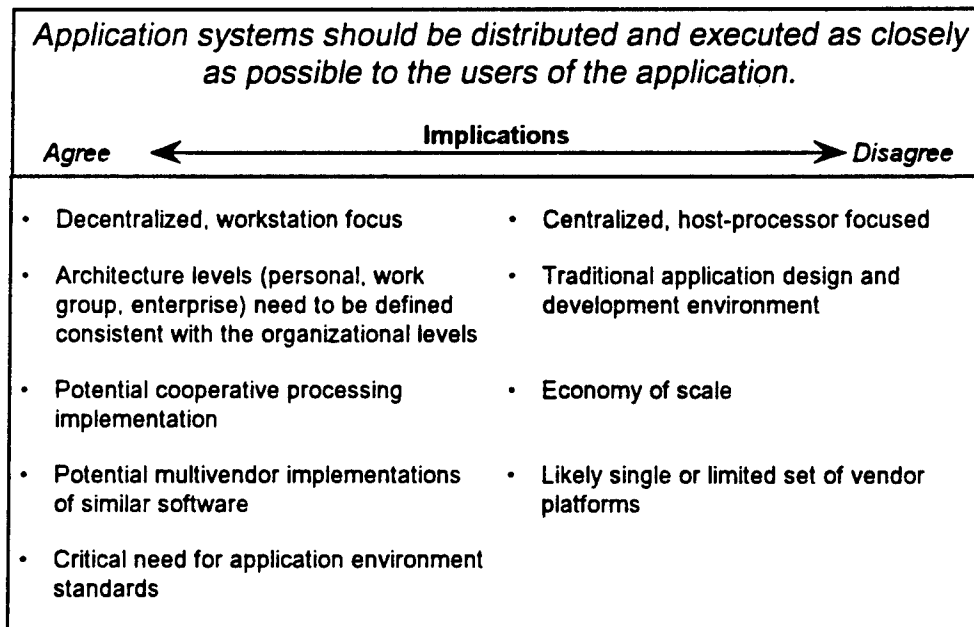 Application systems should be distributed and executed as closely
as possible to the users of the application.
Implications
Agree
Disagree
• Decentralized, workstation focus
• Architecture levels (personal, work
group, enterprise) need to be defined
consistent with the organizational levels
• Potential cooperative processing
implementation
• Potential multivendor implementations
of similar software
• Critical need for application environment
standards
• Centralized, host-processor focused
• Traditional application design and
development environment
• Economy of scale
• Likely single or limited set of vendor
platforms